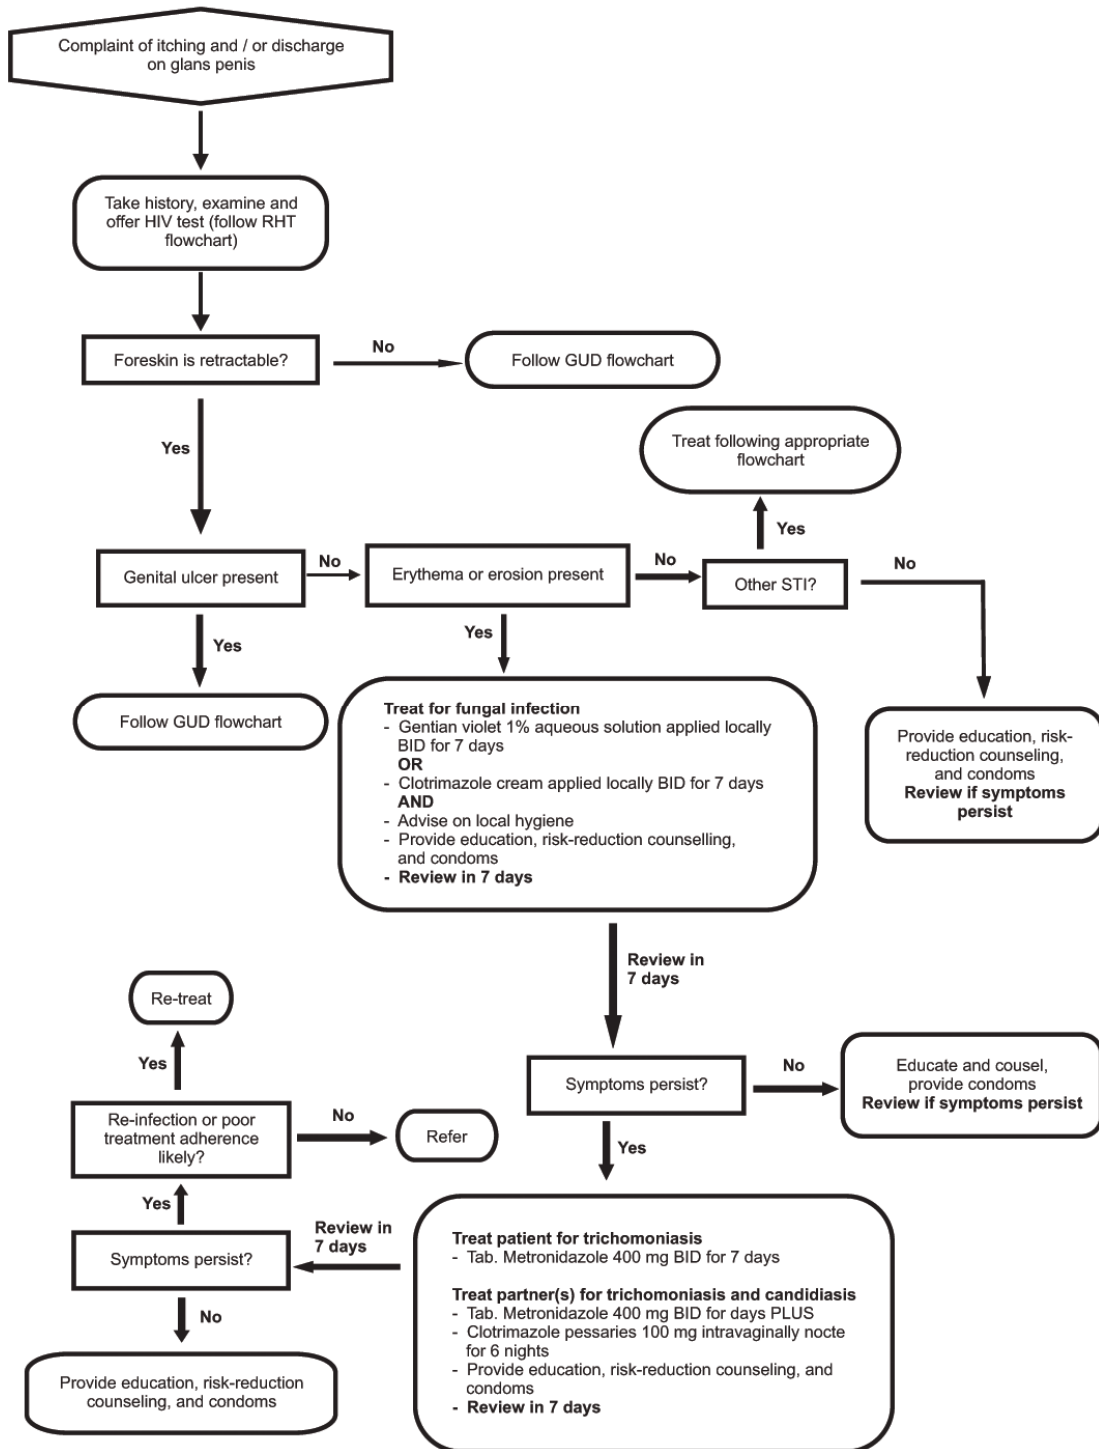 Complaint of itching and / or discharge
on glans penis
Take history, examine and
offer HIV test (follow RHT
flowchart)
Foreskin is retractable?
No
Follow GUD flowchart
Yes
Treat following appropriate
flowchart
Yes
Genital ulcer present
No
Erythema or erosion present
No
Other STI?
No
Yes
Yes
Follow GUD flowchart
Treat for fungal infection
- Gentian violet 1% aqueous solution applied locally
BID for 7 days
OR
- Clotrimazole cream applied locally BID for 7 days
AND
- Advise on local hygiene
- Provide education, risk-reduction counselling,
and condoms
- Review in 7 days
Provide education, risk-
reduction counseling,
and condoms
Review if symptoms
persist
Review in
7 days
Symptoms persist?
No
Educate and cousel,
provide condoms
Review if symptoms persist
Yes
Treat patient for trichomoniasis
- Tab. Metronidazole 400 mg BID for 7 days
Treat partner(s) for trichomoniasis and candidiasis
- Tab. Metronidazole 400 mg BID for days PLUS
- Clotrimazole pessaries 100 mg intravaginally nocte
for 6 nights
- Provide education, risk-reduction counseling, and
condoms
- Review in 7 days
Review in
7 days
Symptoms persist?
Yes
Re-infection or poor
treatment adherence
likely?
No
Refer
Yes
Re-treat
No
Provide education, risk-reduction
counseling, and condoms